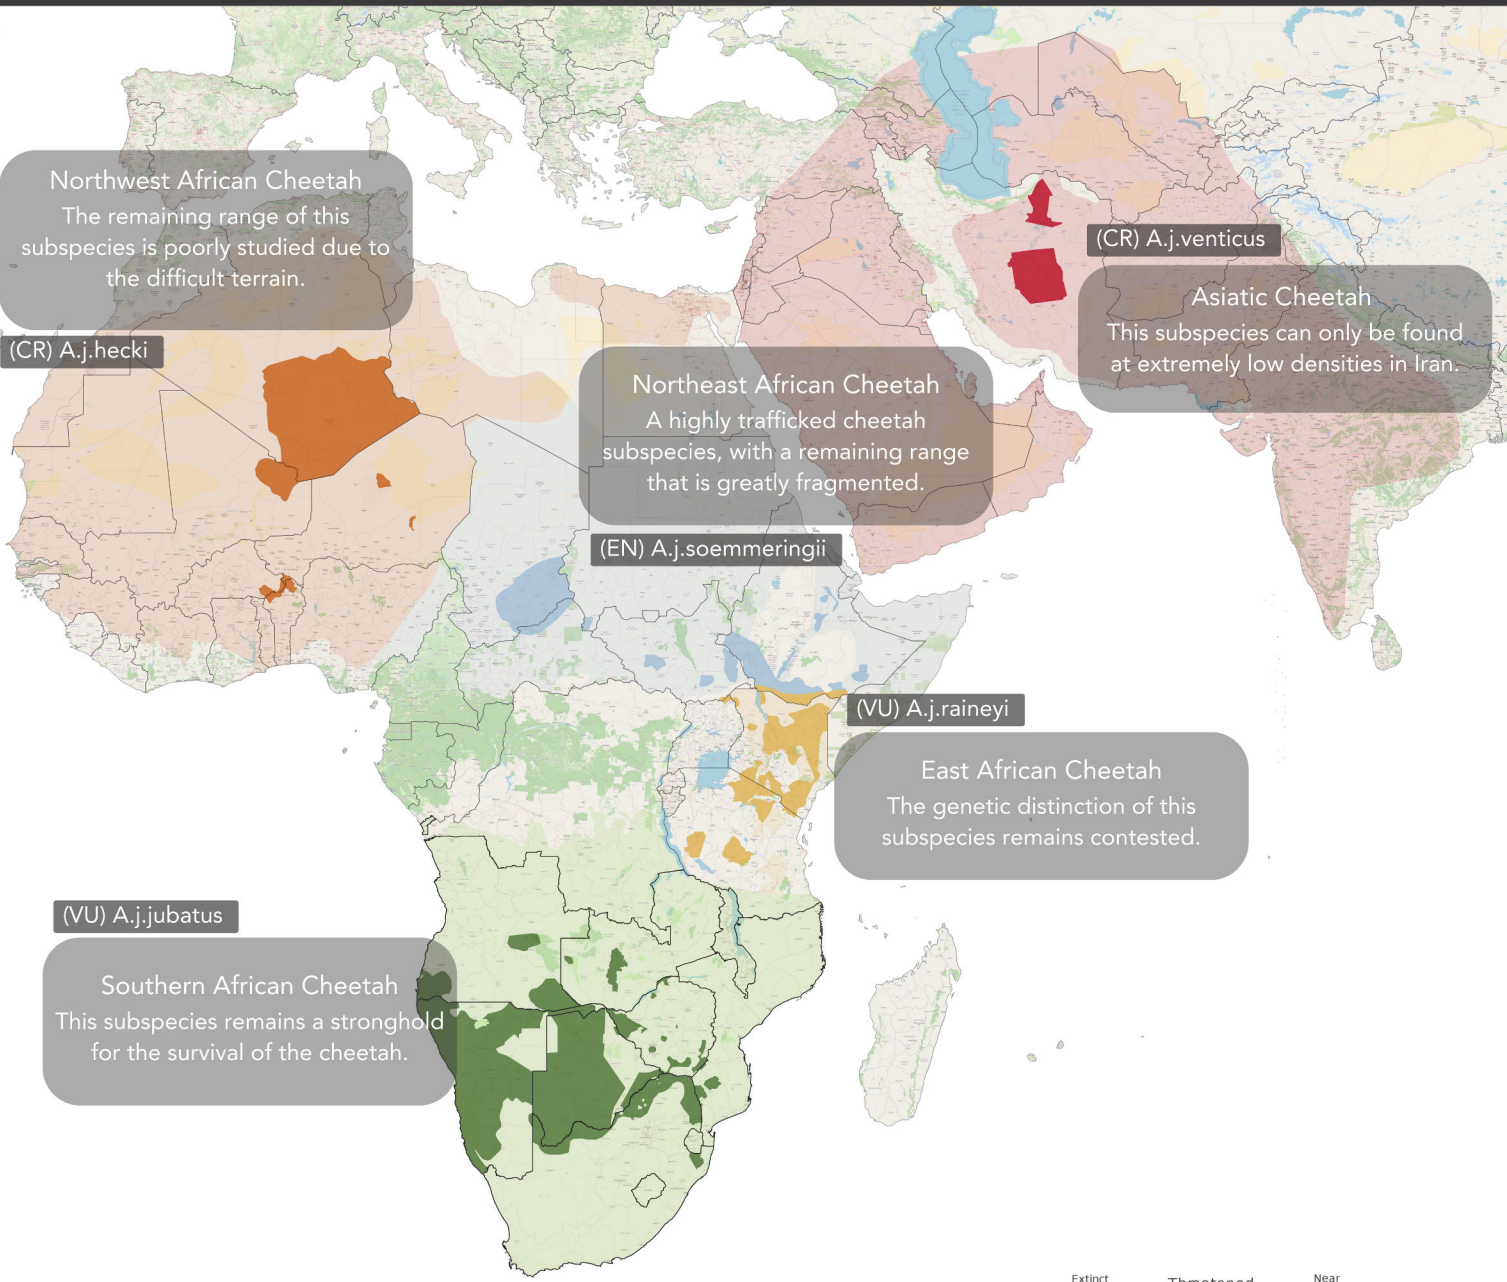 Northwest African Cheetah
The remaining range of this
subspecies is poorly studied due to
the difficult terrain.
(CR) A.j.hecki
(CR) A.j.venticus
Asiatic Cheetah
This subspecies can only be found
at extremely low densities in Iran.
Northeast African Cheetah
A highly trafficked cheetah
subspecies, with a remaining range
that is greatly fragmented.
(EN) A.j.soemmeringii
(VU) A.j.raineyi
East African Cheetah
The genetic distinction of this
subspecies remains contested.
(VU) A.j.jubatus
Southern African Cheetah
This subspecies remains a stronghold
for the survival of the cheetah.
Extinct
Near